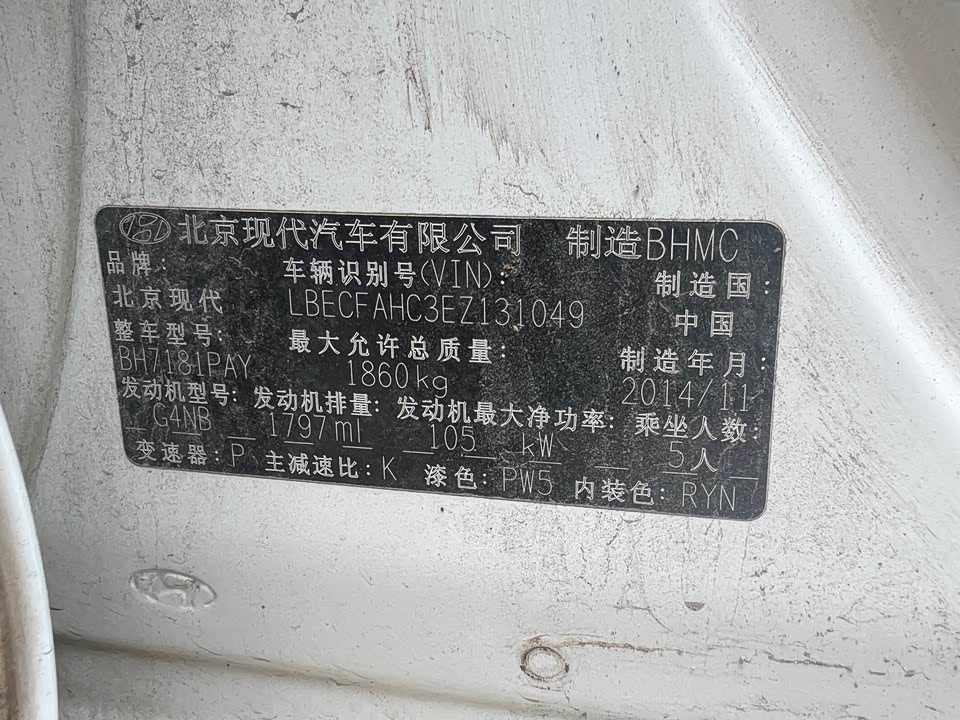 北京现代汽车有限公司 制造BHMC
品牌: 车辆识别号(VIN): 制造国:
北京现代 LBECFAHC3EZ131049 中国
整车型号: 最大允许总质量: 制造年月:
BH7181PAY 1860kg 2014/11
发动机型号: 发动机排量: 发动机最大净功率: 乘坐人数:
G4NB 1797ml 105 kW 5人
变速器: P 主减速比: K 漆色: PW5 内装色: RYN